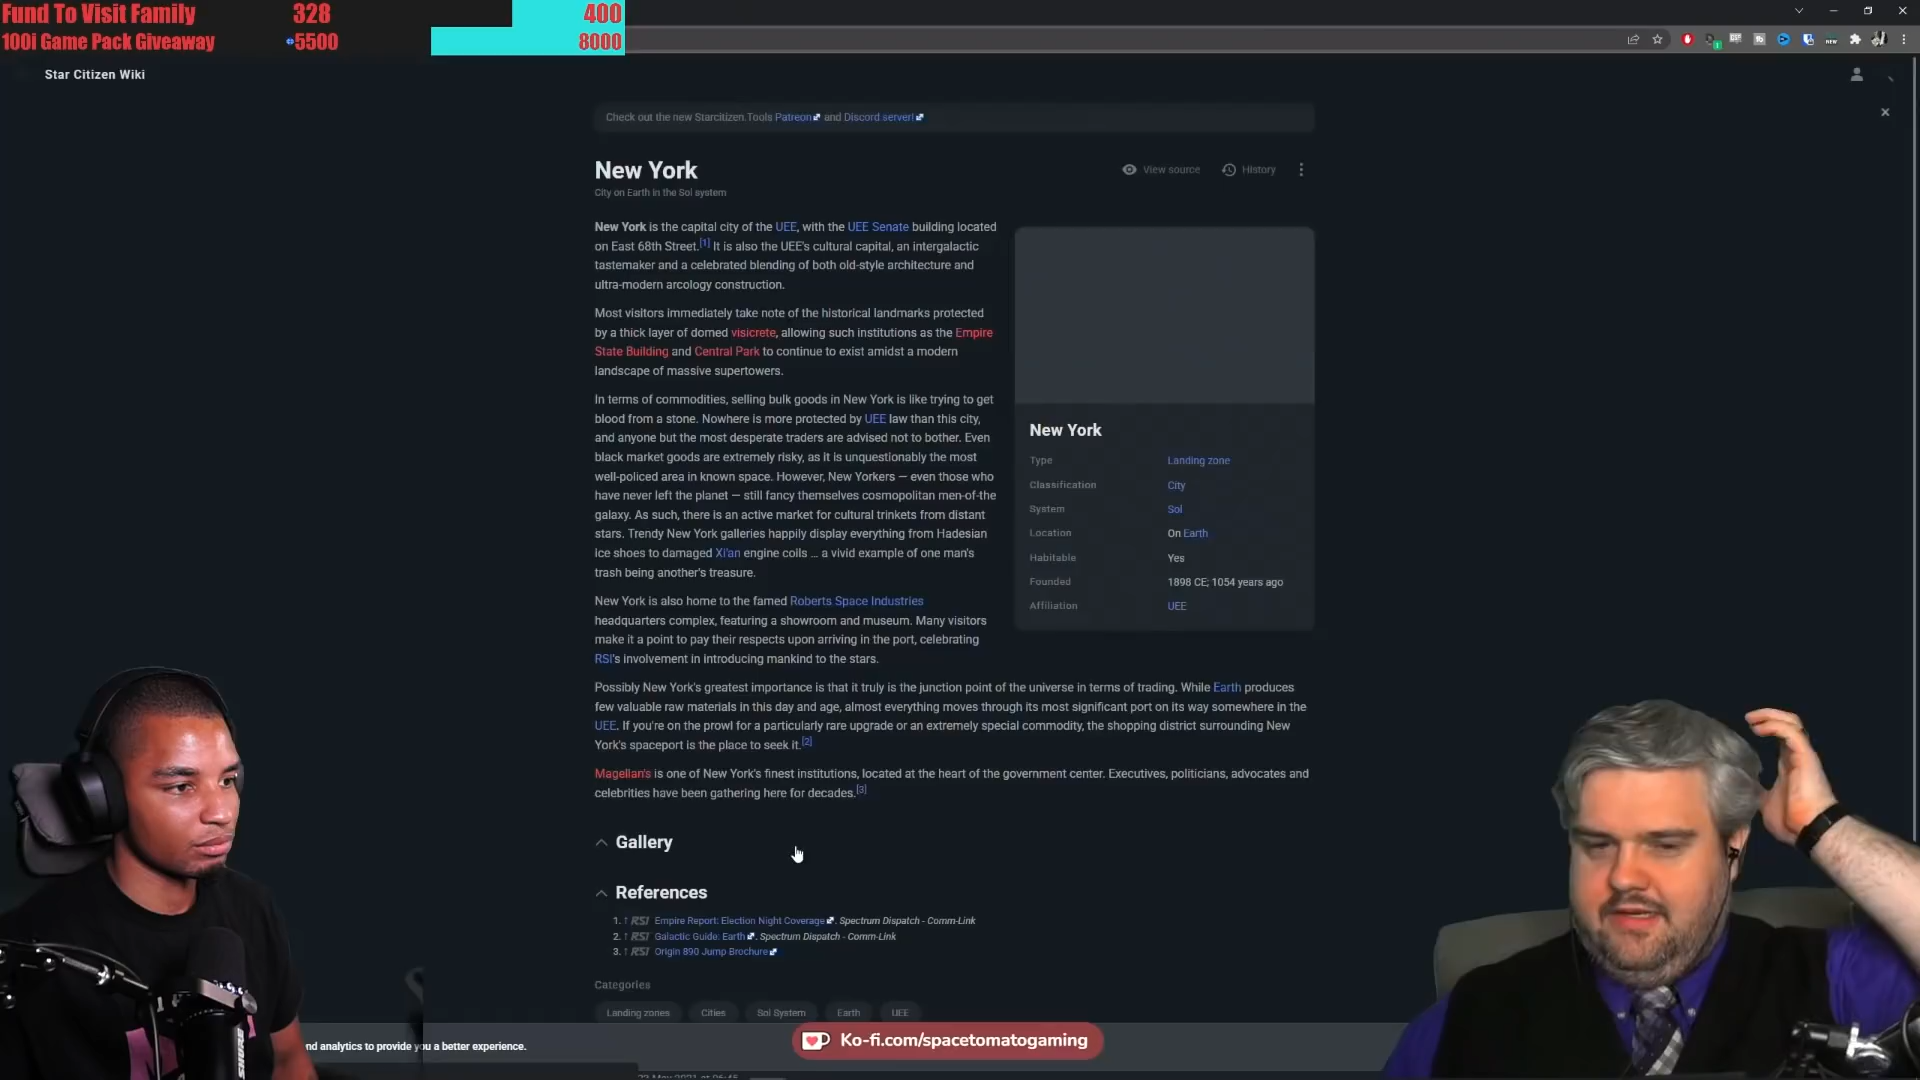 Fund To Visit Family 328 400
100i Game Pack Giveaway 5500 8000
Star Citizen Wiki
Check out the new Starcitizen.Tools Patreon and Discord server!
New York
View source
History
City on Earth in the Sol system
New York is the capital city of the UEE, with the UEE Senate building located
on East 68th Street.[1] It is also the UEE's cultural capital, an intergalactic
tastemaker and a celebrated blending of both old-style architecture and
ultra-modern arcology construction.
Most visitors immediately take note of the historical landmarks protected
by a thick layer of domed visicrete, allowing such institutions as the Empire
State Building and Central Park to continue to exist amidst a modern
landscape of massive supertowers.
In terms of commodities, selling bulk goods in New York is like trying to get
blood from a stone. Nowhere is more protected by UEE law than this city,
and anyone but the most desperate traders are advised not to bother. Even
black market goods are extremely risky, as it is unquestionably the most
well-policed area in known space. However, New Yorkers — even those who
have never left the planet — still fancy themselves cosmopolitan men-of-the
galaxy. As such, there is an active market for cultural trinkets from distant
stars. Trendy New York galleries happily display everything from Hadesian
ice shoes to damaged Xi'an engine coils ... a vivid example of one man's
trash being another's treasure.
New York is also home to the famed Roberts Space Industries
headquarters complex, featuring a showroom and museum. Many visitors
make it a point to pay their respects upon arriving in the port, celebrating
RSI's involvement in introducing mankind to the stars.
New York
Type Landing zone
Classification City
System Sol
Location On Earth
Habitable Yes
Founded 1898 CE; 1054 years ago
Affiliation UEE
Possibly New York's greatest importance is that it truly is the junction point of the universe in terms of trading. While Earth produces
few valuable raw materials in this day and age, almost everything moves through its most significant port on its way somewhere in the
UEE. If you're on the prowl for a particularly rare upgrade or an extremely special commodity, the shopping district surrounding New
York's spaceport is the place to seek it.[2]
Magellan's is one of New York's finest institutions, located at the heart of the government center. Executives, politicians, advocates and
celebrities have been gathering here for decades.[3]
Gallery
References
1. ↑ RSI Empire Report: Election Night Coverage. Spectrum Dispatch - Comm-Link
2. ↑ RSI Galactic Guide: Earth. Spectrum Dispatch - Comm-Link
3. ↑ RSI Origin 890 Jump Brochure
Categories
Landing zones Cities Sol System Earth UEE
nd analytics to provide you a better experience.
Ko-fi.com/spacetomatogaming